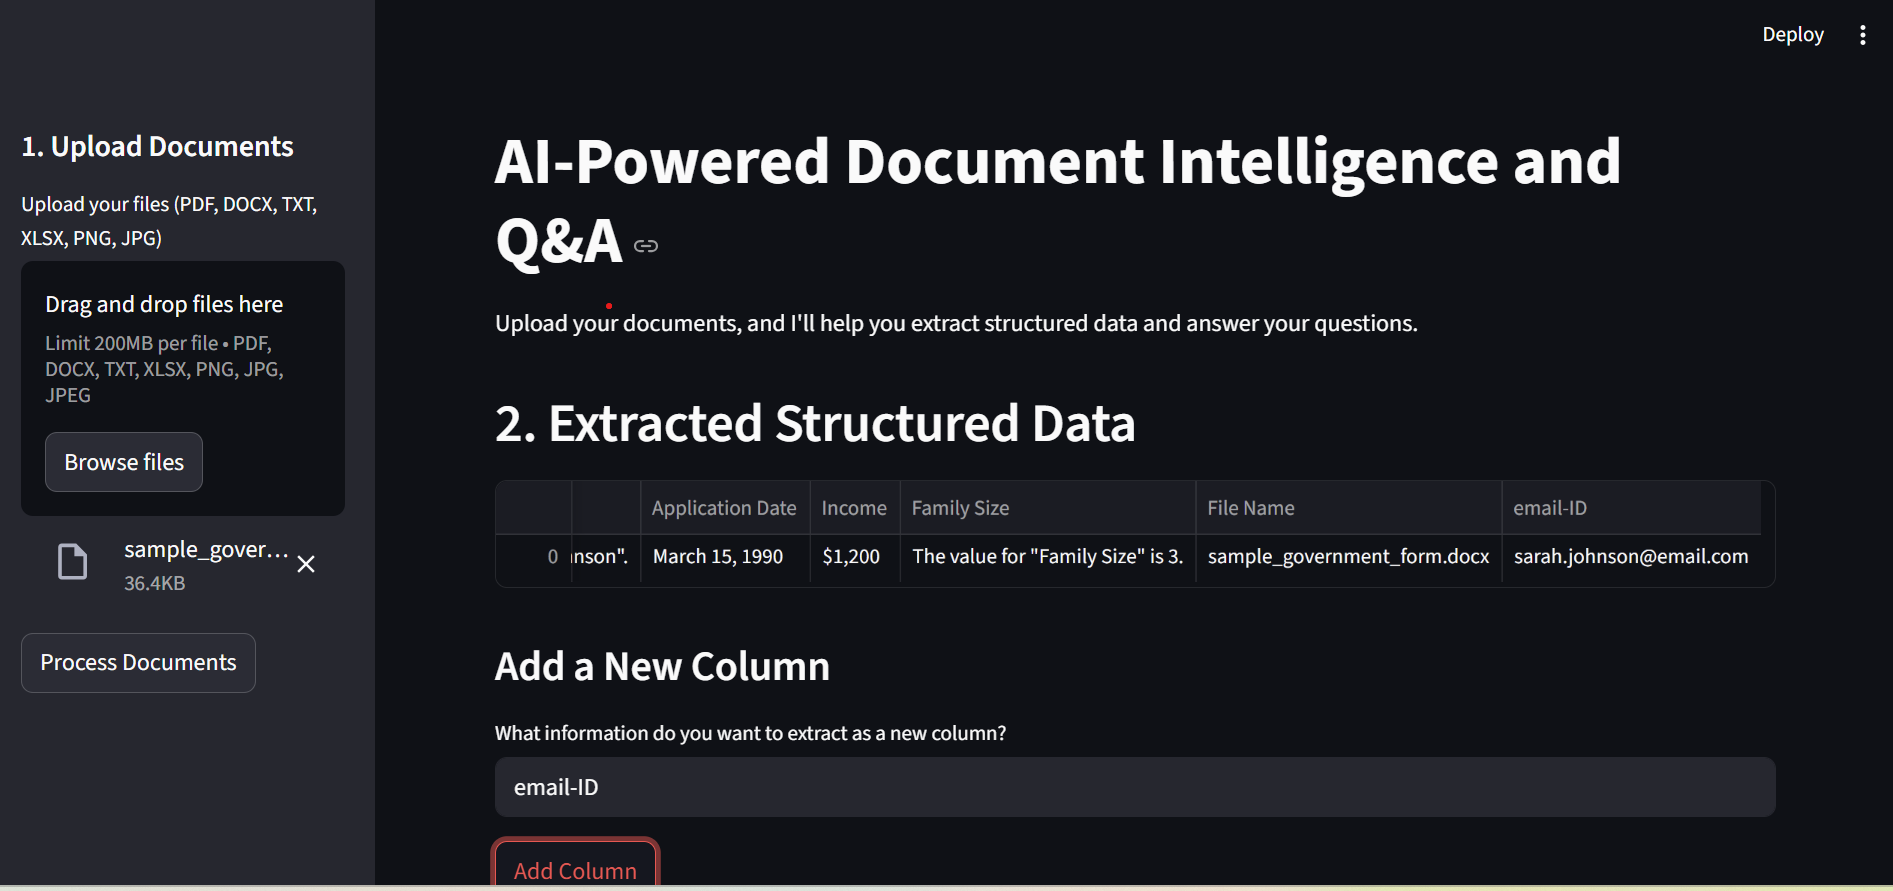 Deploy
1. Upload Documents
Upload your files (PDF, DOCX, TXT,
XLSX, PNG, JPG)
Drag and drop files here
Limit 200MB per file • PDF,
DOCX, TXT, XLSX, PNG, JPG,
JPEG
Browse files
sample_gover...
36.4KB
Process Documents
AI-Powered Document Intelligence and
Q&A
Upload your documents, and I'll help you extract structured data and answer your questions.
2. Extracted Structured Data
Application Date Income Family Size File Name email-ID
0 nson". March 15, 1990 $1,200 The value for "Family Size" is 3. sample_government_form.docx sarah.johnson@email.com
Add a New Column
What information do you want to extract as a new column?
email-ID
Add Column